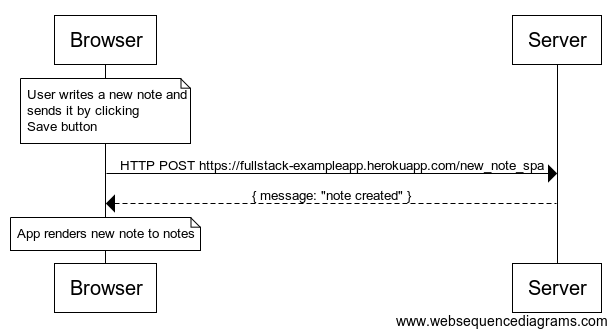 Browser
Server
User writes a new note and
sends it by clicking
Save button
HTTP POST https://fullstack-exampleapp.herokuapp.com/new_note_spa
{ message: "note created" }
App renders new note to notes
Browser
Server
www.websequencediagrams.com